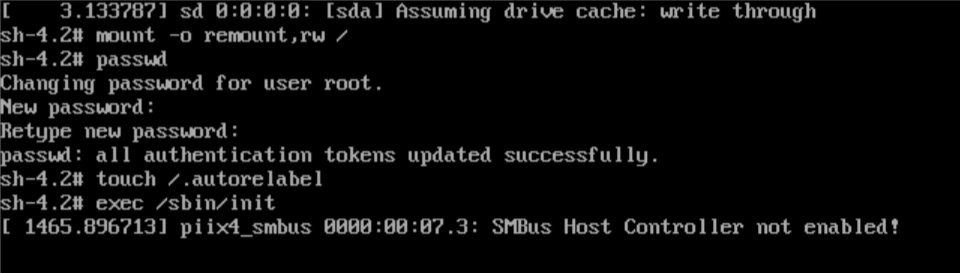 [    3.133787] sd 0:0:0:0: [sda] Assuming drive cache: write through
sh-4.2# mount -o remount,rw /
sh-4.2# passwd
Changing password for user root.
New password:
Retype new password:
passwd: all authentication tokens updated successfully.
sh-4.2# touch /.autorelabel
sh-4.2# exec /sbin/init
[ 1465.896713] piix4_smbus 0000:00:07.3: SMBus Host Controller not enabled!